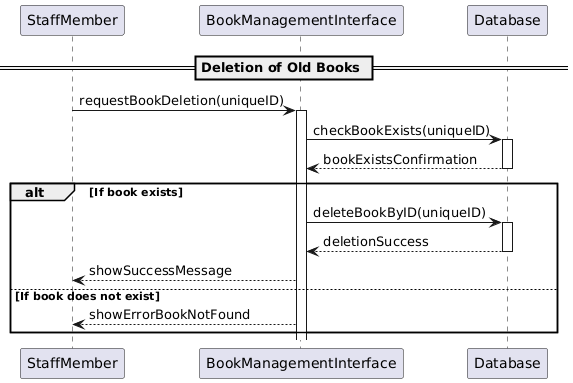 StaffMember BookManagementInterface Database
Deletion of Old Books
requestBookDeletion(uniqueID)
checkBookExists(uniqueID)
bookExistsConfirmation
alt [If book exists]
deleteBookByID(uniqueID)
deletionSuccess
showSuccessMessage
[If book does not exist]
showErrorBookNotFound
StaffMember BookManagementInterface Database